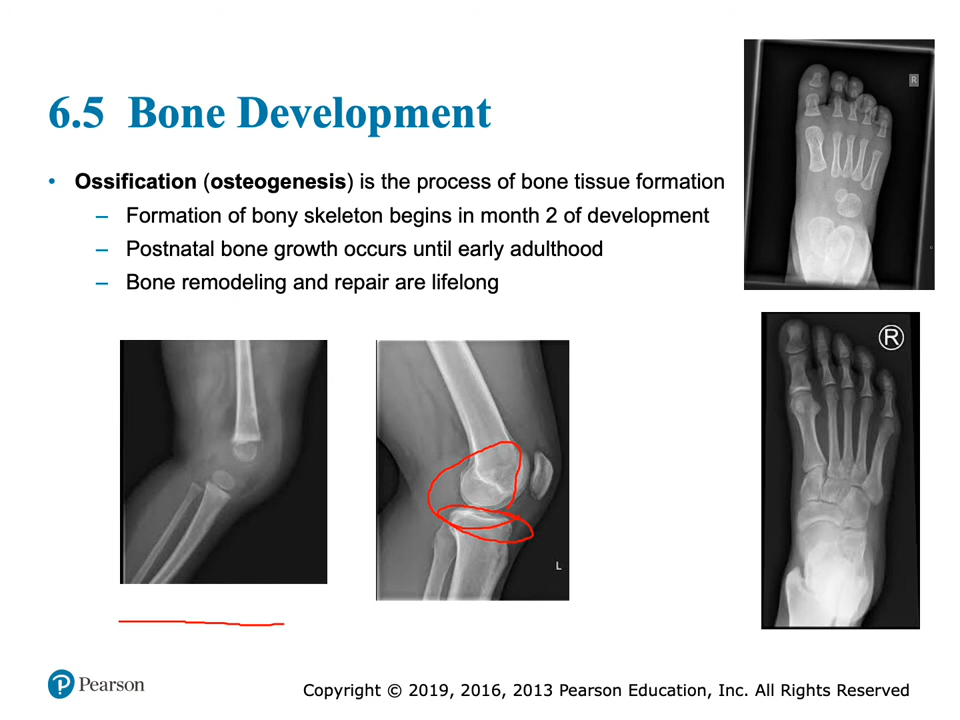 6.5 Bone Development
• Ossification (osteogenesis) is the process of bone tissue formation
– Formation of bony skeleton begins in month 2 of development
– Postnatal bone growth occurs until early adulthood
– Bone remodeling and repair are lifelong
R
R
L
Pearson
Copyright © 2019, 2016, 2013 Pearson Education, Inc. All Rights Reserved